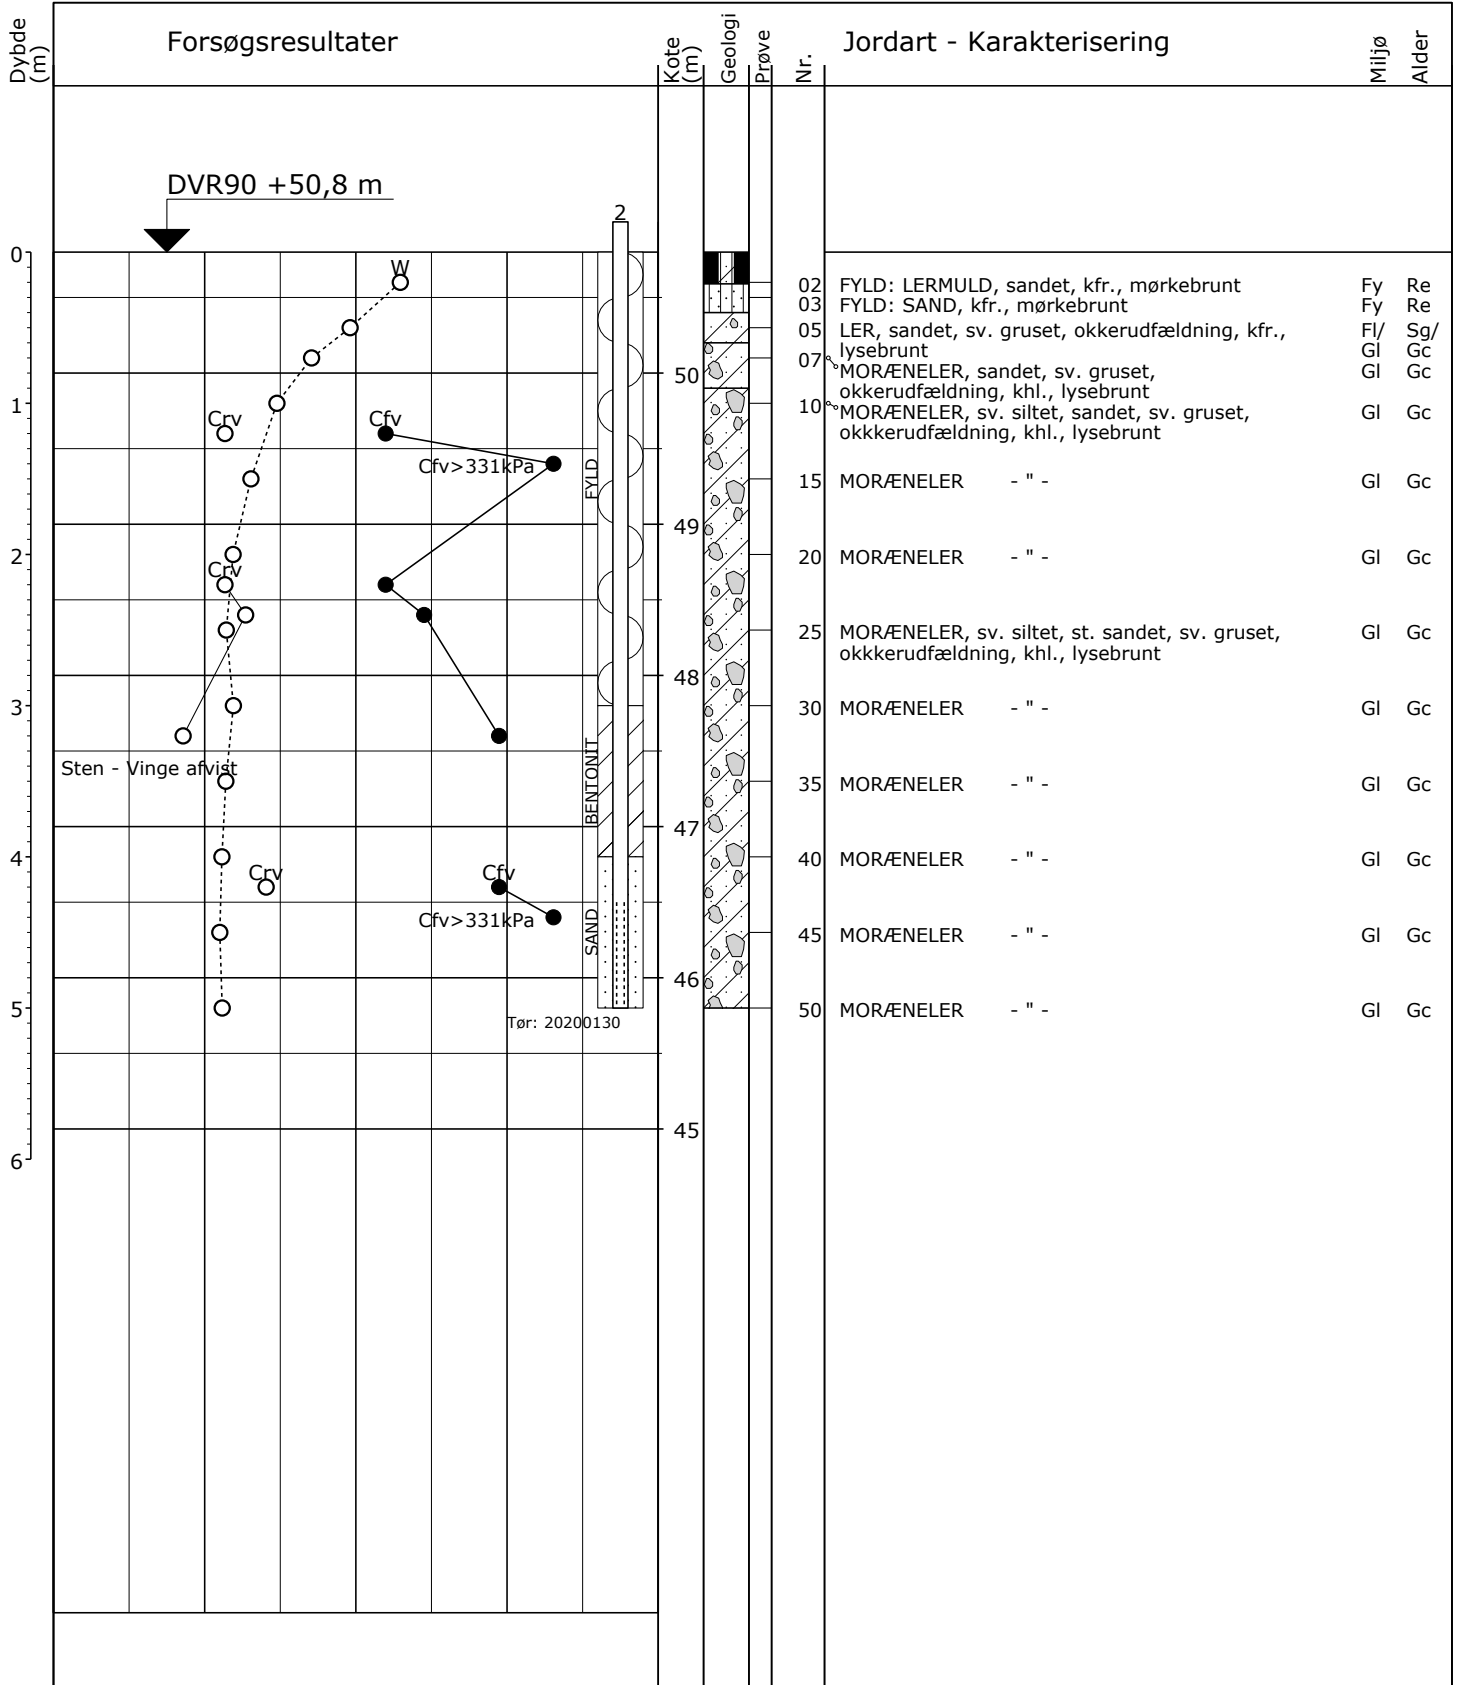 Dybde
(m)
Forsøgsresultater
Kote
(m)
Geologi
Prøve
Nr.
Jordart - Karakterisering
Miljø
Alder
DVR90 +50,8 m
2
0
W
02 FYLD: LERMULD, sandet, kfr., mørkebrunt Fy Re
03 FYLD: SAND, kfr., mørkebrunt Fy Re
05 LER, sandet, sv. gruset, okkerudfældning, kfr., Fl/ Sg/
lysebrunt Gl Gc
07 MORÆNELER, sandet, sv. gruset, Gl Gc
50
okkerudfældning, khl., lysebrunt
1
10 MORÆNELER, sv. siltet, sandet, sv. gruset, Gl Gc
Crv
Cfv
okkkerudfældning, khl., lysebrunt
Cfv>331kPa
FYLD
15 MORÆNELER - " - Gl Gc
49
2
20 MORÆNELER - " - Gl Gc
Crv
25 MORÆNELER, sv. siltet, st. sandet, sv. gruset, Gl Gc
okkkerudfældning, khl., lysebrunt
48
3
30 MORÆNELER - " - Gl Gc
Sten - Vinge afvist
BENTONIT
35 MORÆNELER - " - Gl Gc
47
4
40 MORÆNELER - " - Gl Gc
Crv
Cfv
Cfv>331kPa
SAND
45 MORÆNELER - " - Gl Gc
46
5
50 MORÆNELER - " - Gl Gc
Tør: 20200130
45
6